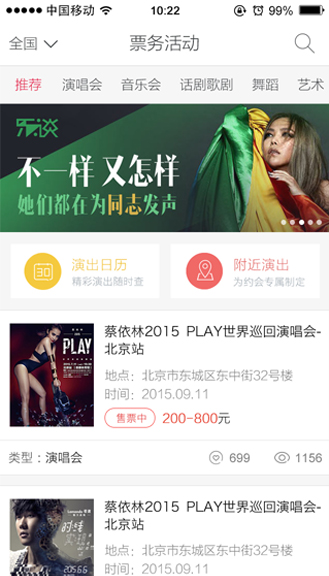 中国移动
10:22
99%
全国
票务活动
推荐 演唱会 音乐会 话剧歌剧 舞蹈 艺术
乐谈
不一样又怎样
她们都在为同志发声
30
演出日历
精彩演出随时查
附近演出
为约会专属制定
PLAY
蔡依林2015 PLAY世界巡回演唱会-
北京站
地点：北京市东城区东中街32号楼
时间：2015.09.11
售票中 200-800元
类型：演唱会
699
1156
蔡依林2015 PLAY世界巡回演唱会-
北京站
地点：北京市东城区东中街32号楼
时间：2015.09.11